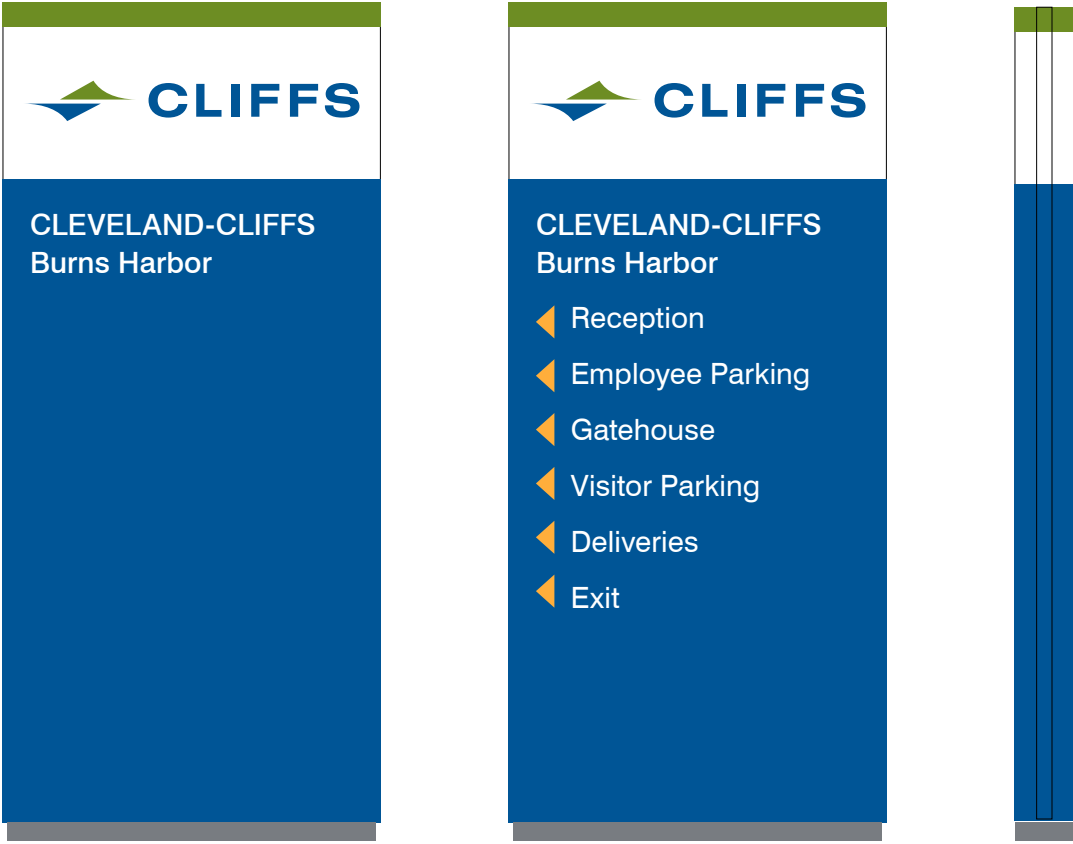 CLIFFS
CLEVELAND-CLIFFS
Burns Harbor
CLIFFS
CLEVELAND-CLIFFS
Burns Harbor
Reception
Employee Parking
Gatehouse
Visitor Parking
Deliveries
Exit